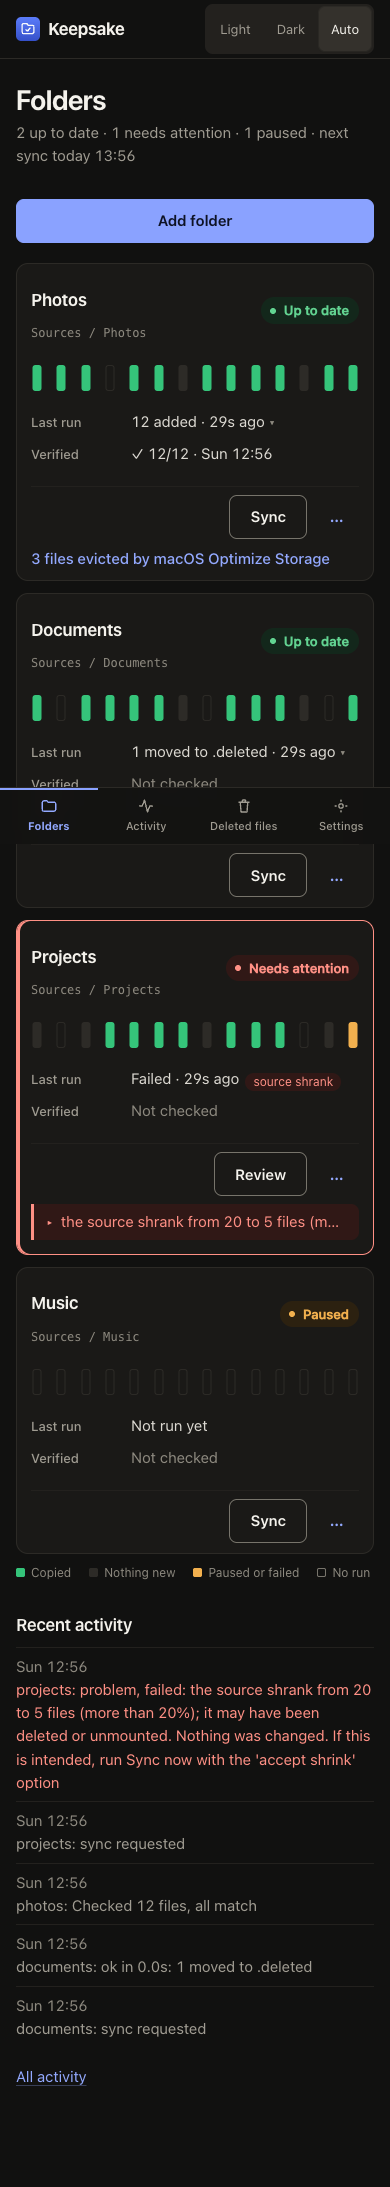 Keepsake
Light Dark Auto
Folders
2 up to date · 1 needs attention · 1 paused · next
sync today 13:56
Add folder
Photos
Up to date
Sources / Photos
Last run 12 added · 29s ago ▾
Verified ✓ 12/12 · Sun 12:56
Sync ...
3 files evicted by macOS Optimize Storage
Documents
Up to date
Sources / Documents
Last run 1 moved to .deleted · 29s ago ▾
Verified Not checked
Folders Activity Deleted files Settings
Sync ...
Projects
Needs attention
Sources / Projects
Last run Failed · 29s ago source shrank
Verified Not checked
Review ...
▸ the source shrank from 20 to 5 files (m...
Music
Paused
Sources / Music
Last run Not run yet
Verified Not checked
Sync ...
Copied Nothing new Paused or failed No run
Recent activity
Sun 12:56
projects: problem, failed: the source shrank from 20
to 5 files (more than 20%); it may have been
deleted or unmounted. Nothing was changed. If this
is intended, run Sync now with the 'accept shrink'
option
Sun 12:56
projects: sync requested
Sun 12:56
photos: Checked 12 files, all match
Sun 12:56
documents: ok in 0.0s: 1 moved to .deleted
Sun 12:56
documents: sync requested
All activity